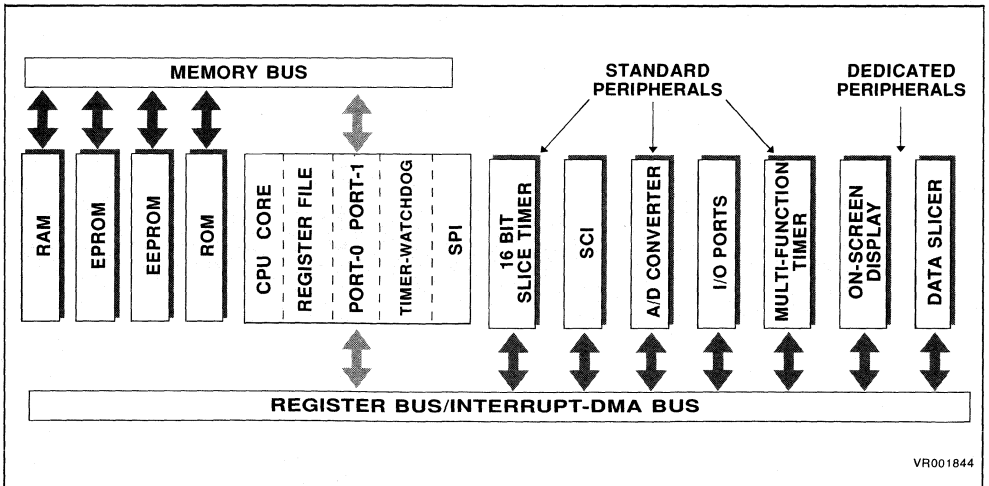 MEMORY BUS
STANDARD
PERIPHERALS
DEDICATED
PERIPHERALS
RAM
EPROM
EEPROM
ROM
CPU CORE
REGISTER FILE
PORT-0 PORT-1
TIMER-WATCHDOG
SPI
16 BIT
SLICE TIMER
SCI
A/D CONVERTER
I/O PORTS
MULTI-FUNCTION
TIMER
ON-SCREEN
DISPLAY
DATA SLICER
REGISTER BUS/INTERRUPT-DMA BUS
VR001844